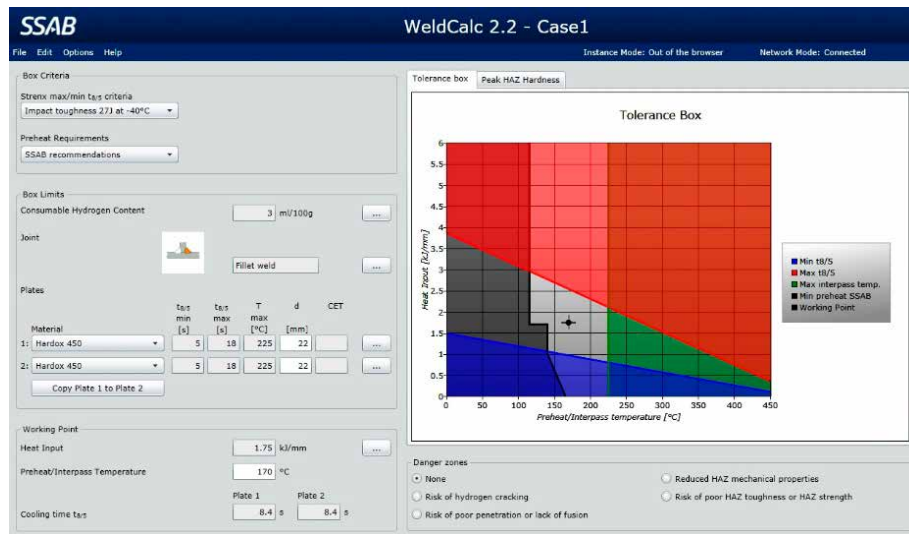 SSAB
WeldCalc 2.2 - Case1
File Edit Options Help
Instance Mode: Out of the browser
Network Mode: Connected
Box Criteria
Strenx max/min t8/5 criteria
Impact toughness 27J at -40°C
Preheat Requirements
SSAB recommendations
Box Limits
Consumable Hydrogen Content 3 ml/100g ...
Joint
Fillet weld ...
Plates
Material t8/5 min [s] t8/5 max [s] T max [°C] d [mm] CET
1: Hardox 450 5 18 225 22 ...
2: Hardox 450 5 18 225 22 ...
Copy Plate 1 to Plate 2
Working Point
Heat Input 1.75 kJ/mm ...
Preheat/Interpass Temperature 170 °C
Plate 1 Plate 2
Cooling time t8/5 8.4 s 8.4 s
Tolerance box Peak HAZ Hardness
Tolerance Box
6
5.5
5
4.5
4
3.5
3
2.5
2
1.5
1
0.5
0
Heat Input [kJ/mm]
0 50 100 150 200 250 300 350 400 450
Preheat/Interpass temperature [°C]
Min t8/5
Max t8/5
Max interpass temp.
Min preheat SSAB
Working Point
Danger zones
None
Reduced HAZ mechanical properties
Risk of hydrogen cracking
Risk of poor HAZ toughness or HAZ strength
Risk of poor penetration or lack of fusion